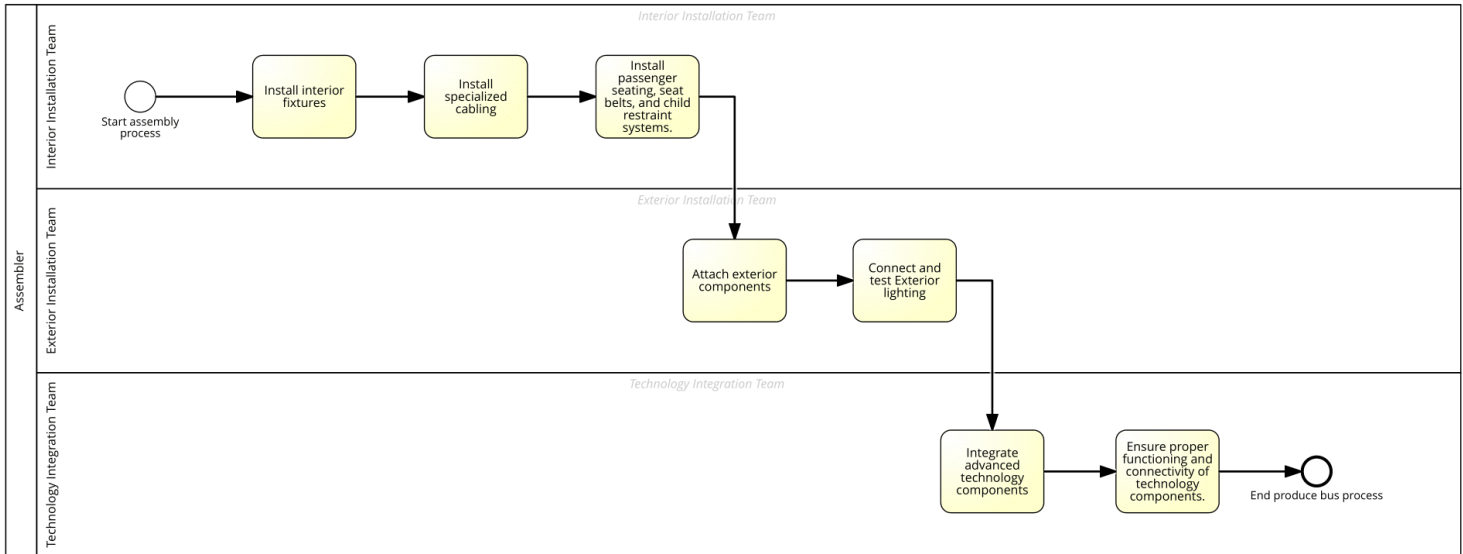 Assembler
Interior Installation Team
Interior Installation Team
Start assembly
process
Install interior
fixtures
Install
specialized
cabling
Install
passenger
seating, seat
belts, and child
restraint
systems.
Exterior Installation Team
Exterior Installation Team
Attach exterior
components
Connect and
test Exterior
lighting
Technology Integration Team
Technology Integration Team
Integrate
advanced
technology
components
Ensure proper
functioning and
connectivity of
technology
components.
End produce bus process